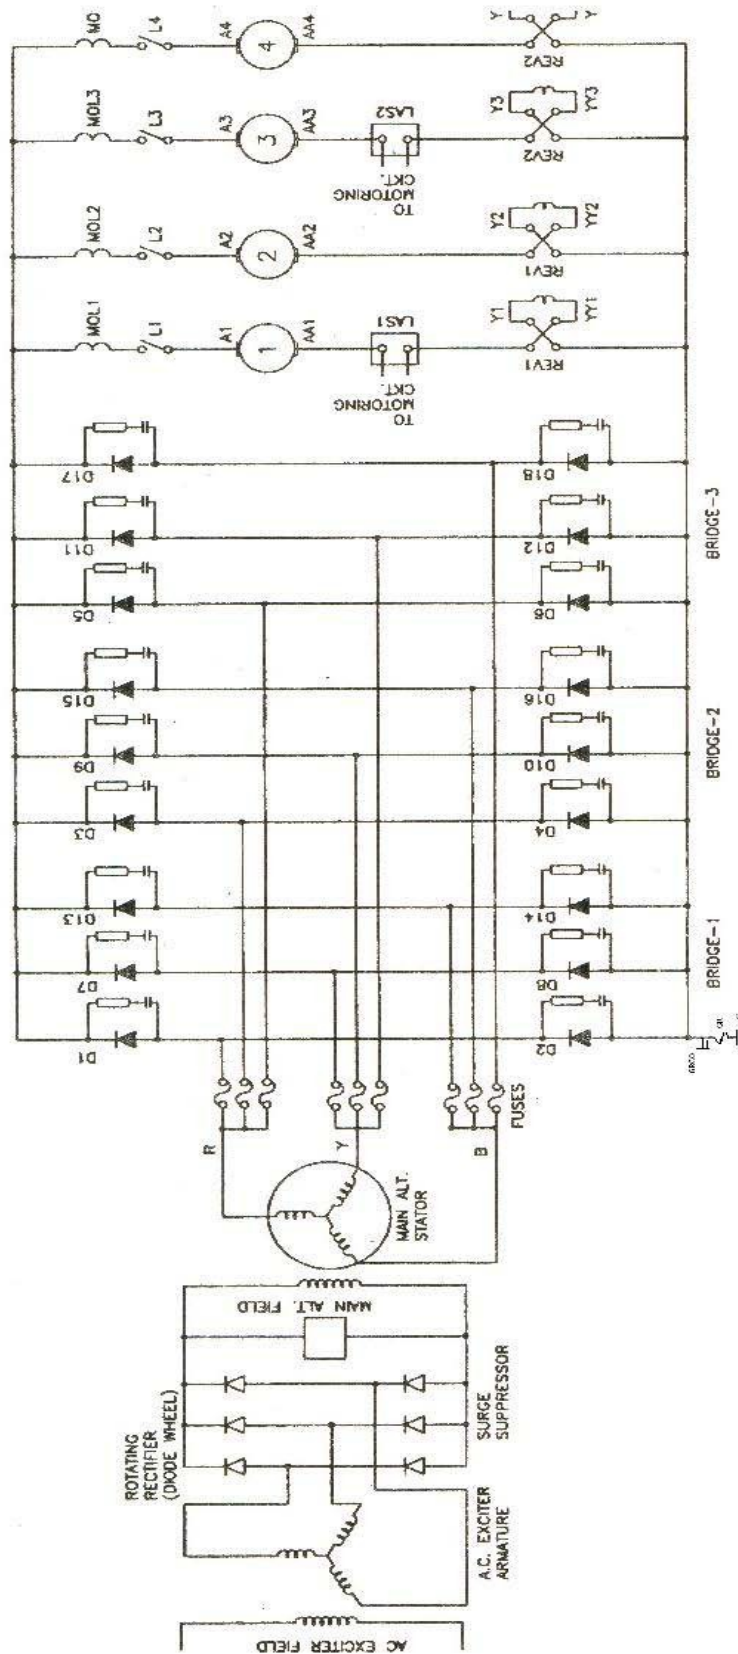 AC EXCITER FIELD
A.C. EXCITER
ARMATURE
ROTATING
RECTIFIER
(DIODE WHEEL)
SURGE
SUPPRESSOR
MAIN ALT. FIELD
MAIN ALT.
STATOR
R
Y
B
FUSES
D1
D7
D13
D3
D9
D15
D5
D11
D17
D2
D8
D14
D4
D10
D16
D6
D12
D18
BRIDGE-1
BRIDGE-2
BRIDGE-3
MOL1
L1
A1
1
AA1
LAS1
TO
MOTORING
CKT.
Y1
YY1
REV1
MOL2
L2
A2
2
AA2
Y2
YY2
REV1
MOL3
L3
A3
3
AA3
LAS2
TO
MOTORING
CKT.
Y3
YY3
REV2
MO
L4
A4
4
AA4
Y
Y
REV2